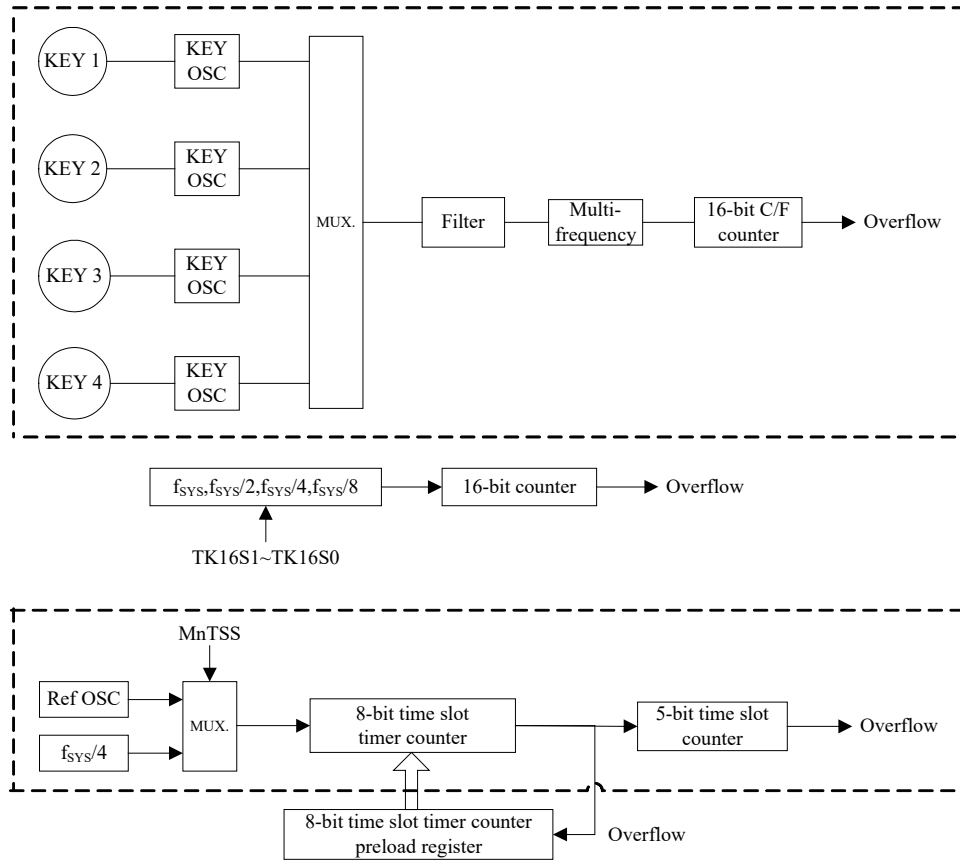 KEY 1
KEY
OSC
KEY 2
KEY
OSC
KEY 3
KEY
OSC
KEY 4
KEY
OSC
MUX.
Filter
Multi-
frequency
16-bit C/F
counter
Overflow
fSYS,fSYS/2,fSYS/4,fSYS/8
16-bit counter
Overflow
TK16S1~TK16S0
MnTSS
Ref OSC
fSYS/4
MUX.
8-bit time slot
timer counter
5-bit time slot
counter
Overflow
8-bit time slot timer counter
preload register
Overflow